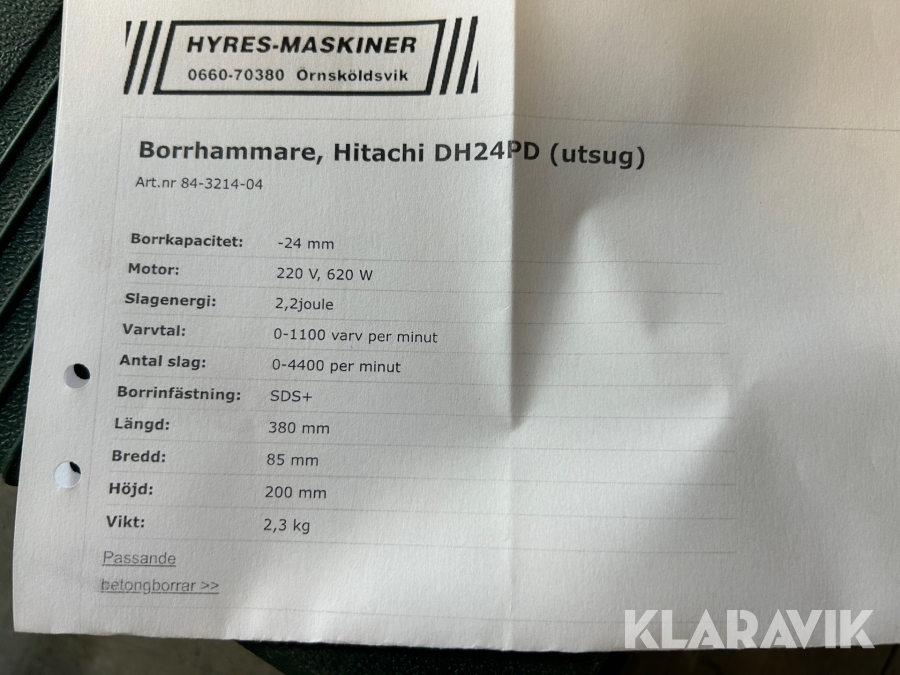 HYRES-MASKINER
0660-70380 Örnsköldsvik
Borrhammare, Hitachi DH24PD (utsug)
Art.nr 84-3214-04
Borrkapacitet: -24 mm
Motor: 220 V, 620 W
Slagenergi: 2,2joule
Varvtal: 0-1100 varv per minut
Antal slag: 0-4400 per minut
Borrinfästning: SDS+
Längd: 380 mm
Bredd: 85 mm
Höjd: 200 mm
Vikt: 2,3 kg
Passande
betongborrar >>
KLARAVIK